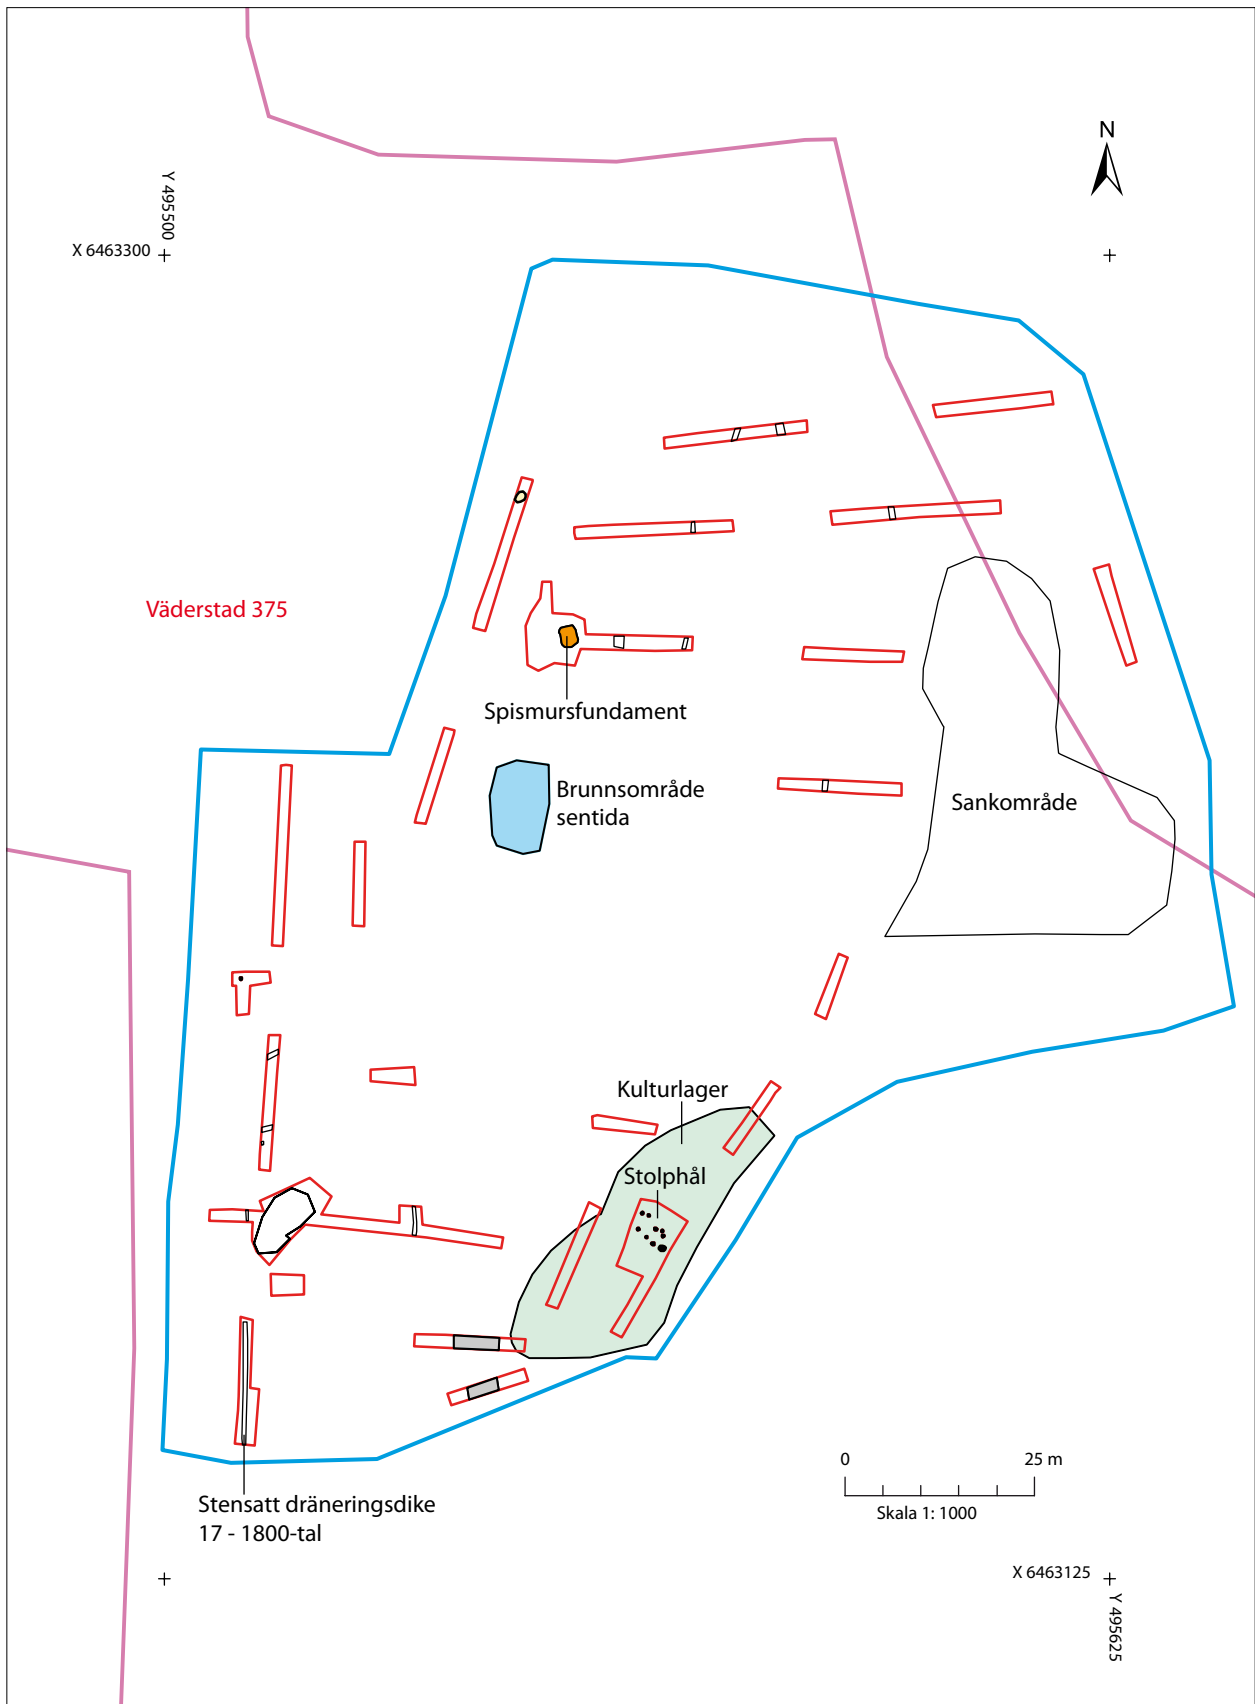 N
Y 495500
X 6463300
Väderstad 375
Spismursfundament
Brunnsområde
sentida
Sankområde
Kulturlager
Stolphål
0 25 m
Skala 1: 1000
Stensatt dräneringsdike
17 - 1800-tal
X 6463125
Y 495625